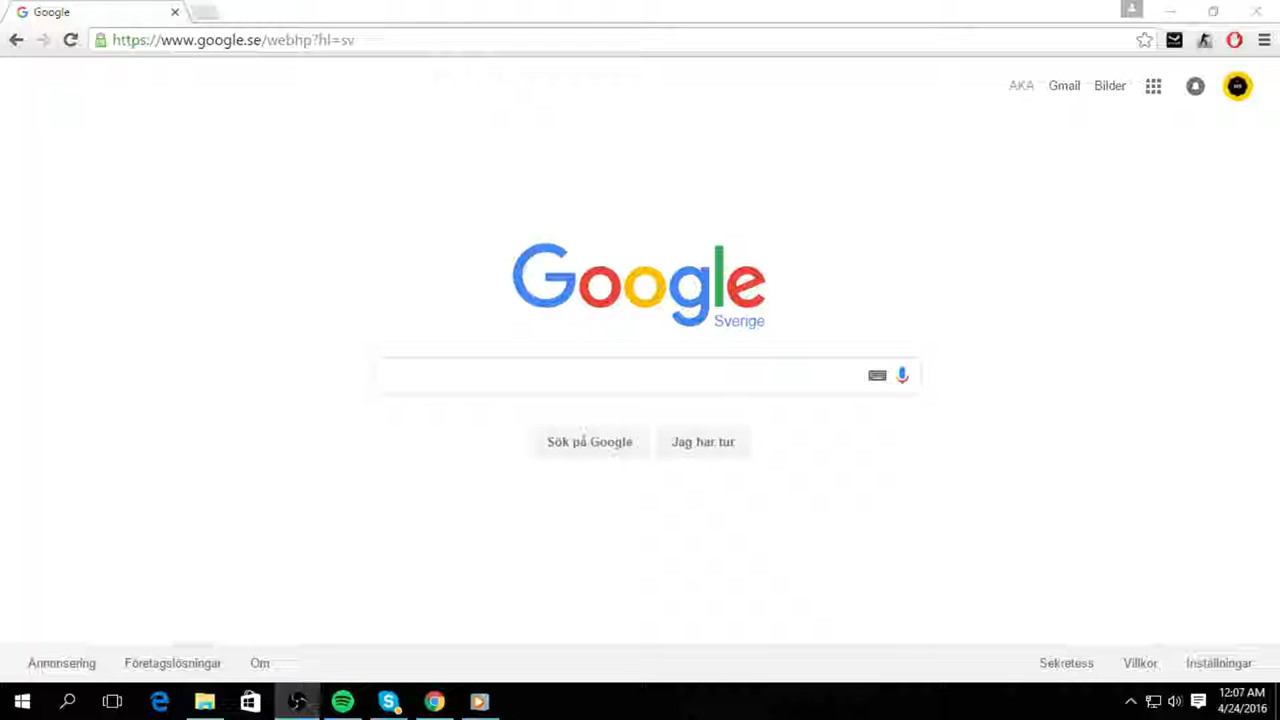 Google
https://www.google.se/webhp?hl=sv
AKA Gmail Bilder
Google
Sverige
Sök på Google Jag har tur
Annonsering Företagslösningar Om Sekretess Villkor Inställningar
12:07 AM
4/24/2016